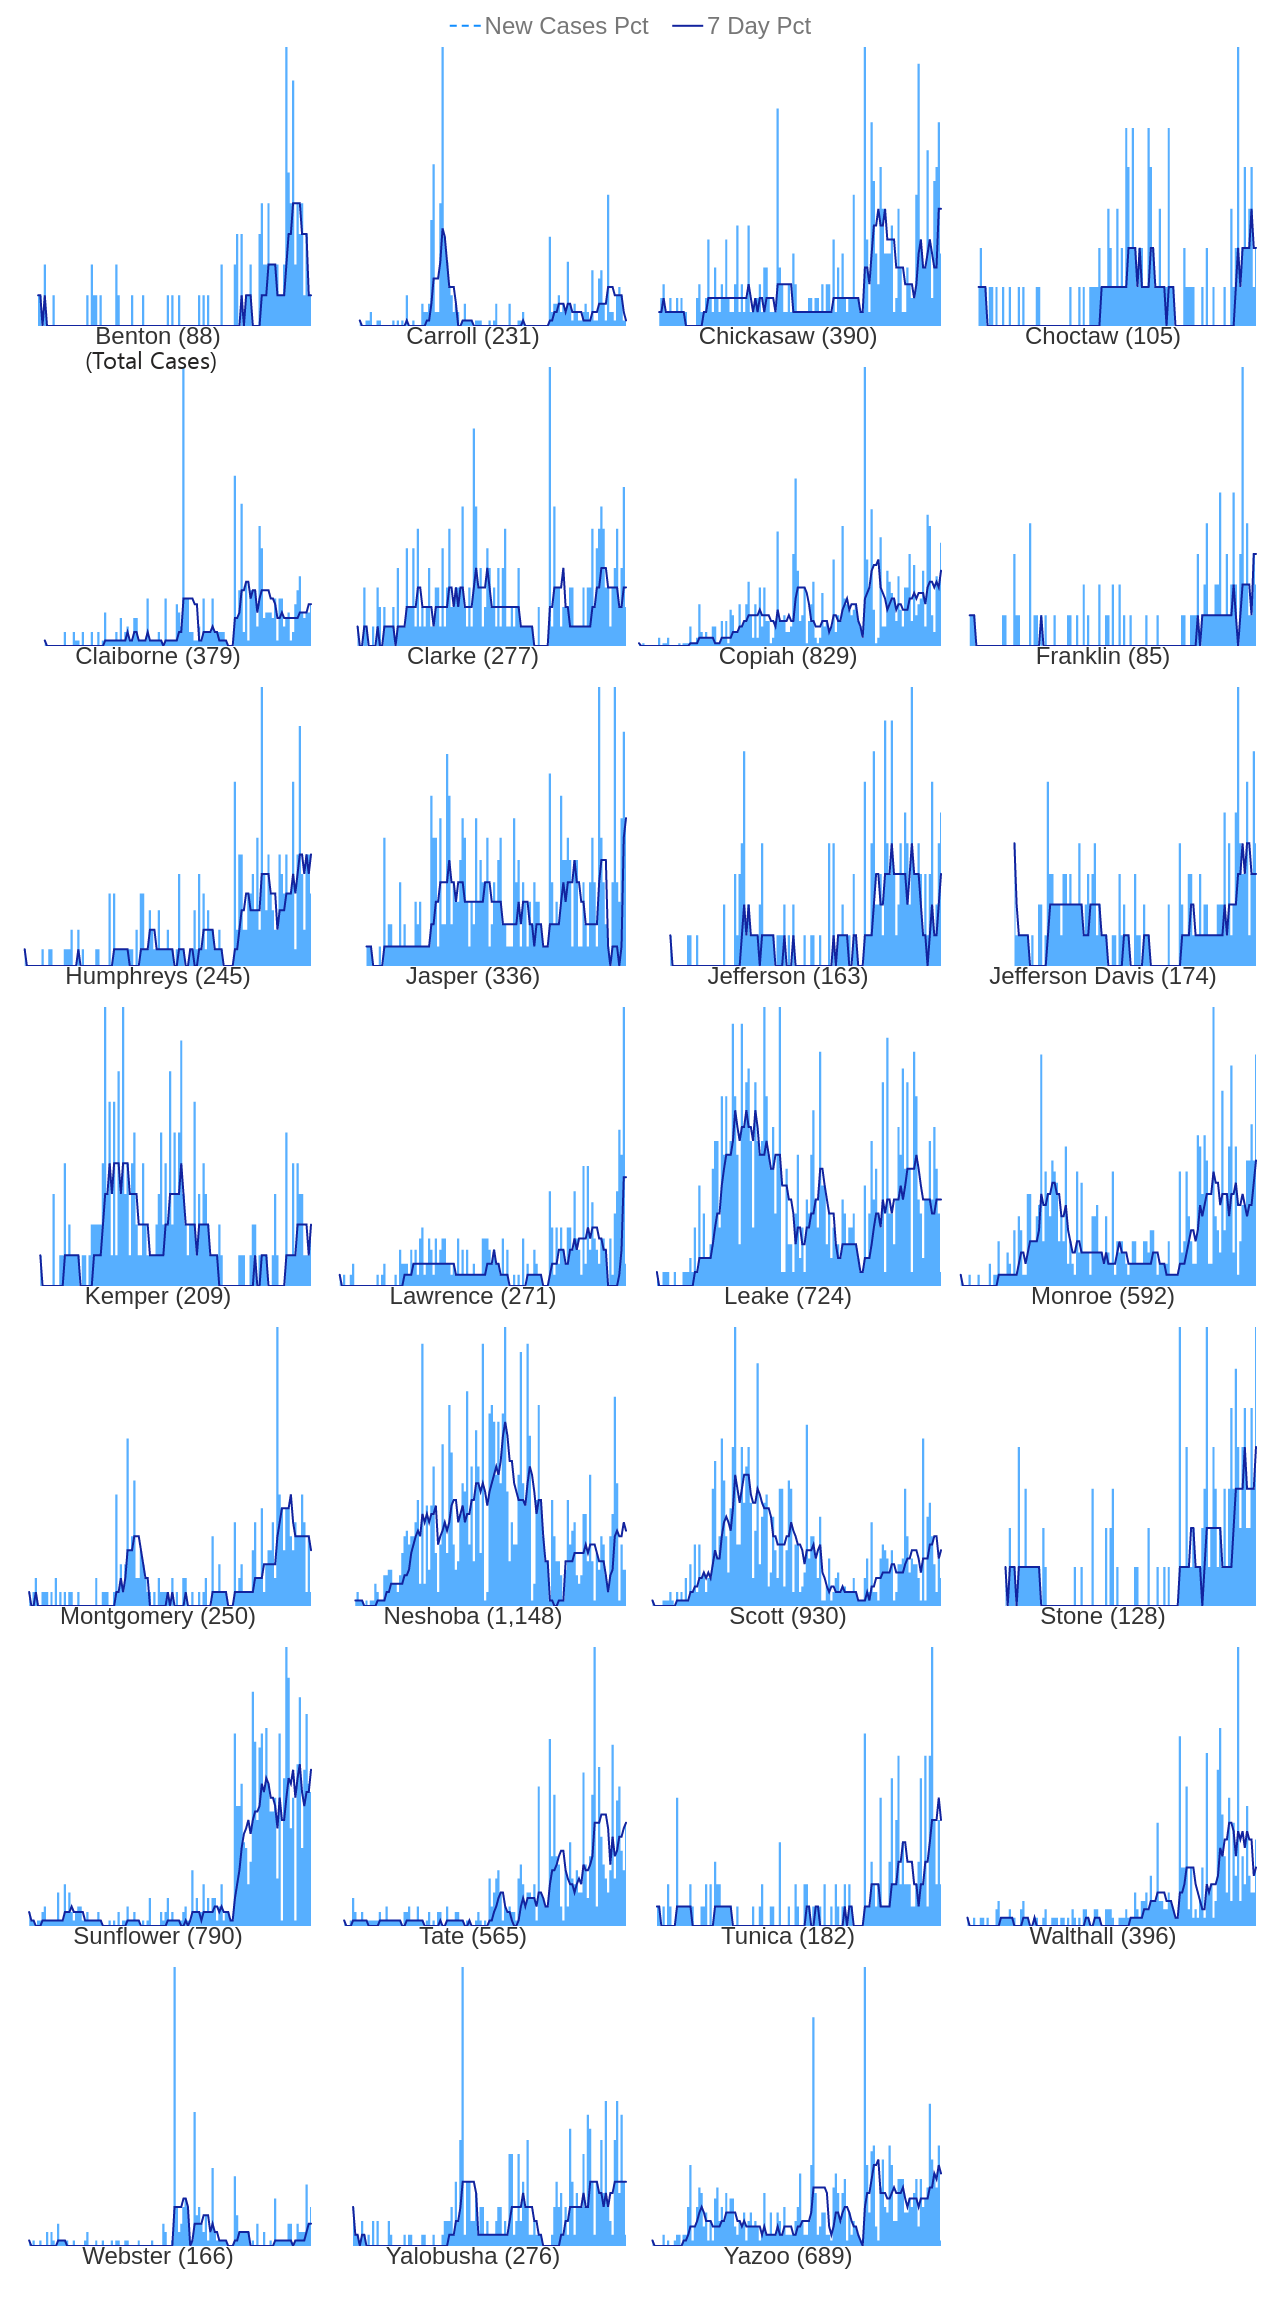 New Cases Pct 7 Day Pct
Benton (88) Carroll (231) Chickasaw (390) Choctaw (105)
(Total Cases)
Claiborne (379) Clarke (277) Copiah (829) Franklin (85)
Humphreys (245) Jasper (336) Jefferson (163) Jefferson Davis (174)
Kemper (209) Lawrence (271) Leake (724) Monroe (592)
Montgomery (250) Neshoba (1,148) Scott (930) Stone (128)
Sunflower (790) Tate (565) Tunica (182) Walthall (396)
Webster (166) Yalobusha (276) Yazoo (689)